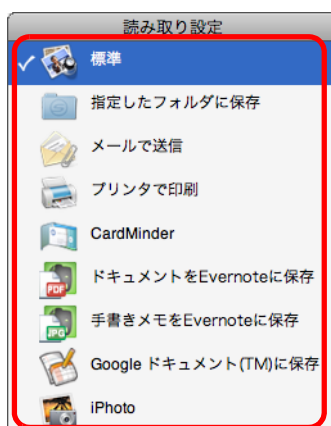 読み取り設定
標準
指定したフォルダに保存
メールで送信
プリンタで印刷
CardMinder
ドキュメントをEvernoteに保存
PDF
手書きメモをEvernoteに保存
JPG
Google ドキュメント(TM)に保存
iPhoto